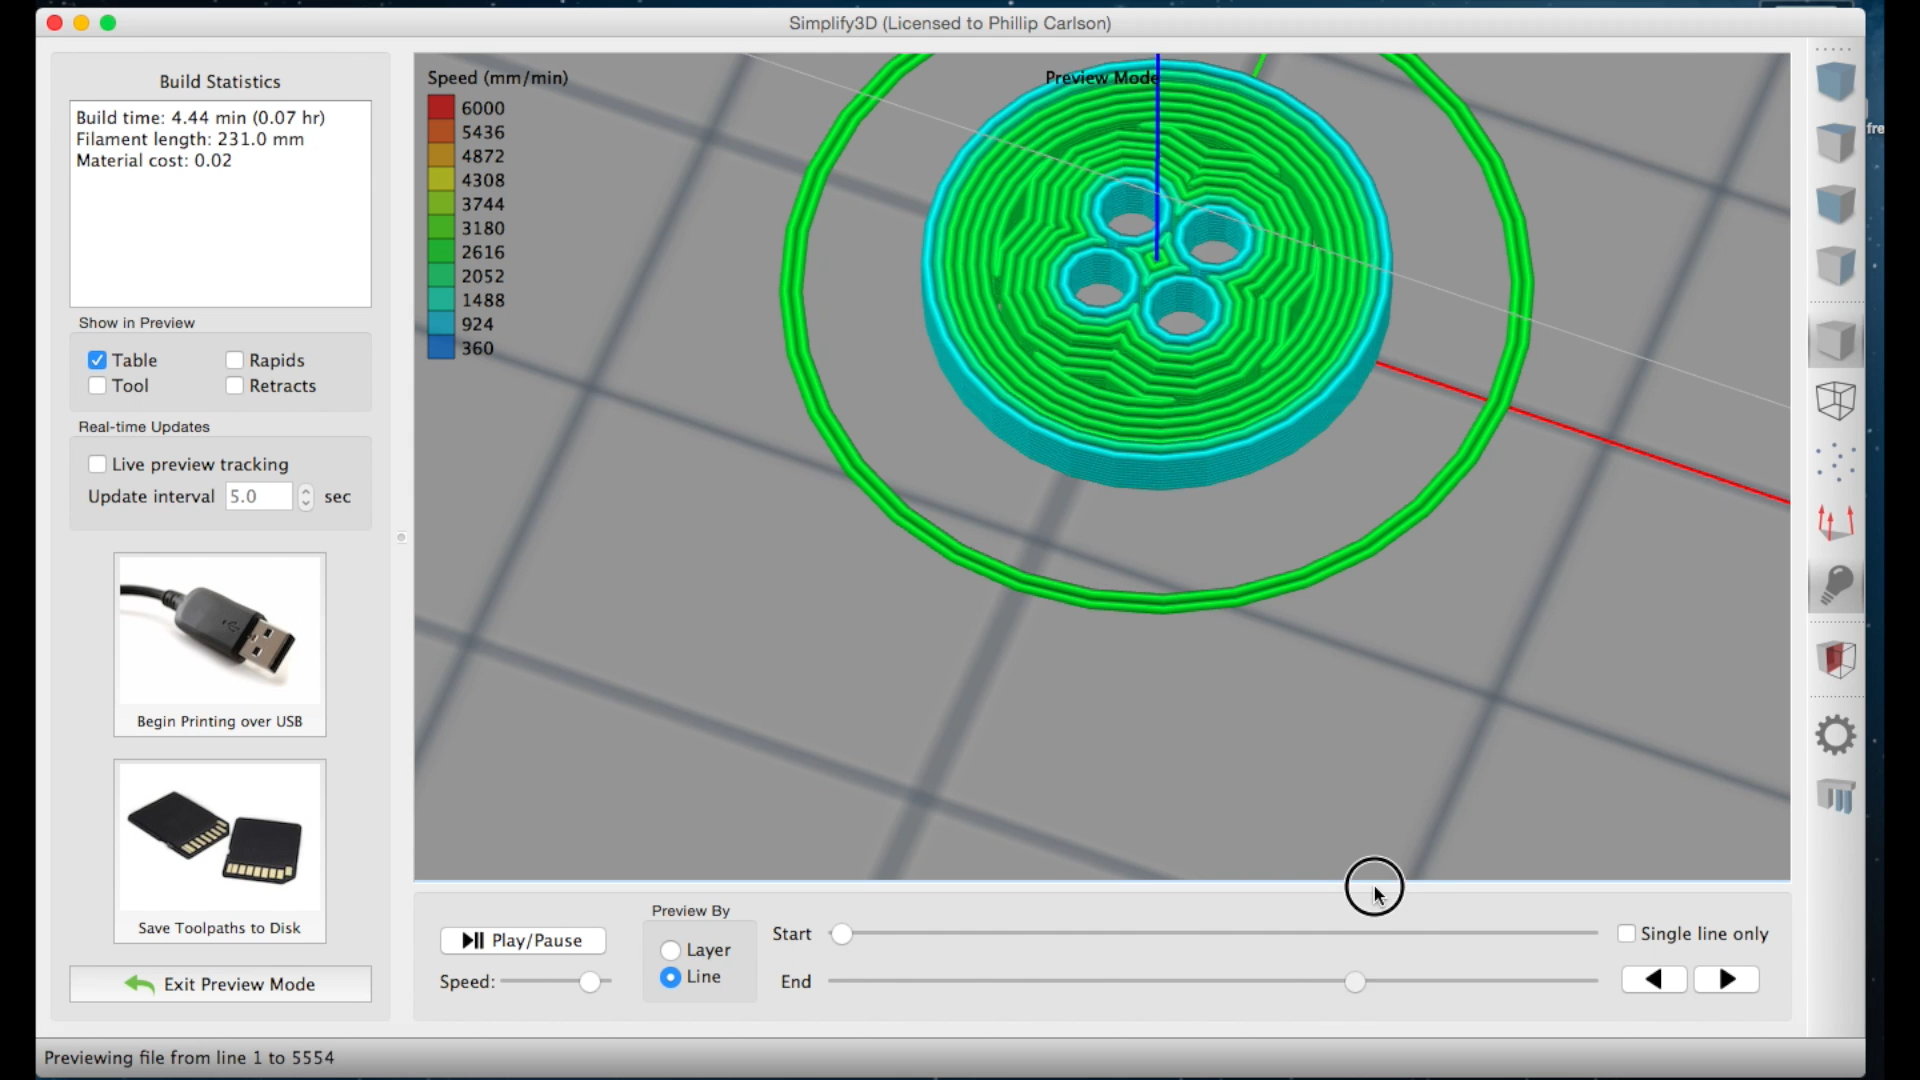 Simplify3D (Licensed to Phillip Carlson)
Build Statistics
Build time: 4.44 min (0.07 hr)
Filament length: 231.0 mm
Material cost: 0.02
Show in Preview
Table
Rapids
Tool
Retracts
Real-time Updates
Live preview tracking
Update interval 5.0 sec
Begin Printing over USB
Save Toolpaths to Disk
Exit Preview Mode
Speed (mm/min)
6000
5436
4872
4308
3744
3180
2616
2052
1488
924
360
Preview Mode
fre
Play/Pause
Speed:
Preview By
Layer
Line
Start
End
Single line only
Previewing file from line 1 to 5554